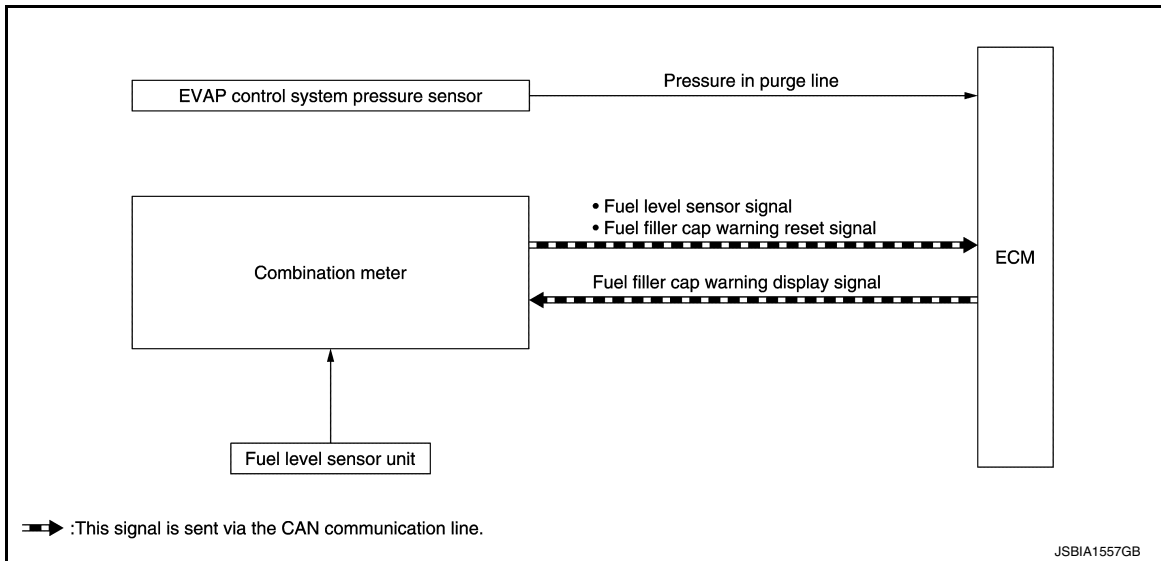 EVAP control system pressure sensor
Pressure in purge line
• Fuel level sensor signal
• Fuel filler cap warning reset signal
Combination meter
ECM
Fuel filler cap warning display signal
Fuel level sensor unit
:This signal is sent via the CAN communication line.
JSBIA1557GB